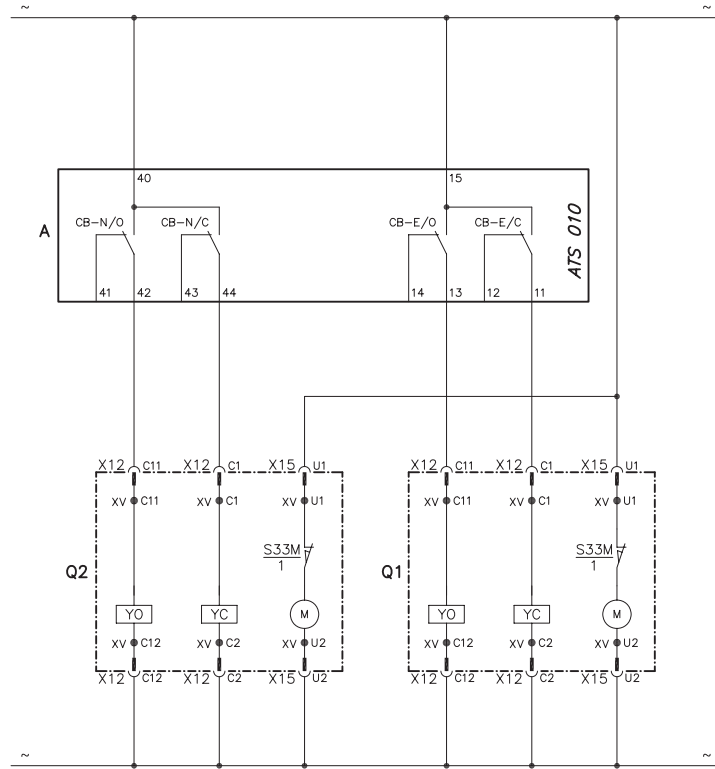 ~ ~
40 15
A CB-N/O CB-N/C CB-E/O CB-E/C ATS 010
41 42 43 44 14 13 12 11
X12 C11 X12 C1 X15 U1 X12 C11 X12 C1 X15 U1
XV C11 XV C1 XV U1 XV C11 XV C1 XV U1
S33M S33M
1 1
Q2 Q1
YO YC M YO YC M
XV C12 XV C2 XV U2 XV C12 XV C2 XV U2
X12 C12 X12 C2 X15 U2 X12 C12 X12 C2 X15 U2
~ ~